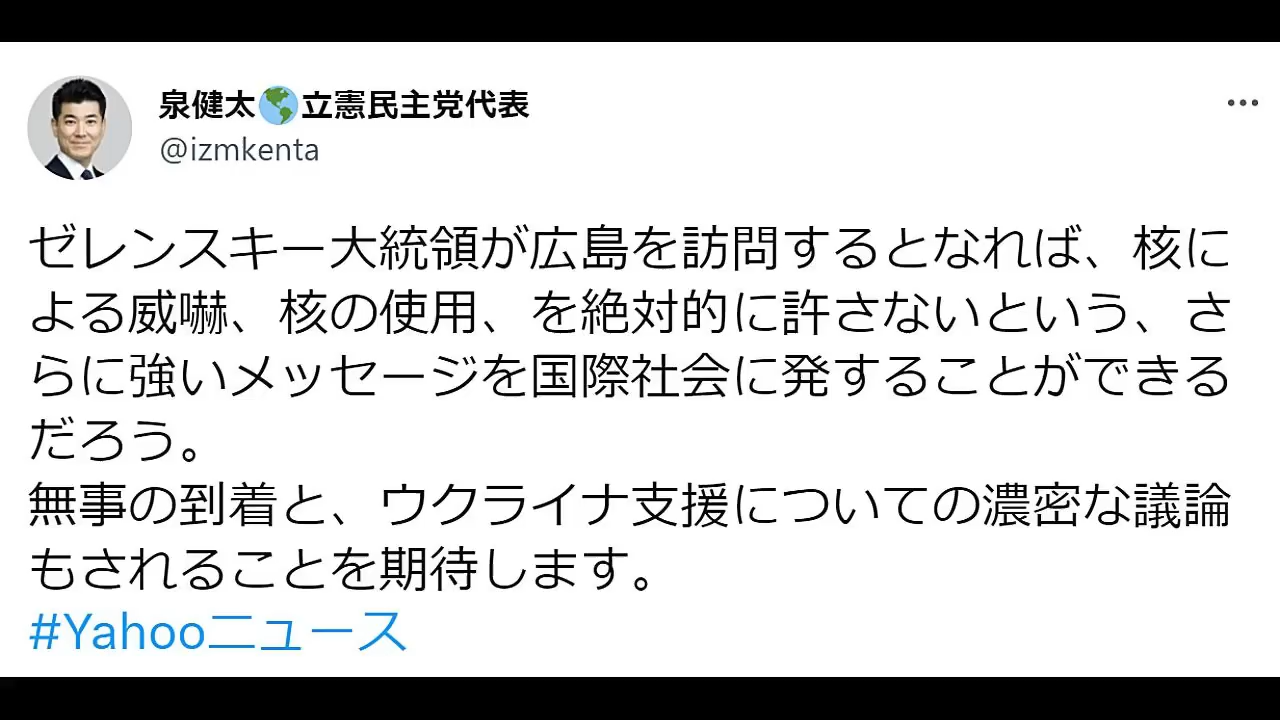 泉健太🌎立憲民主党代表
@izmkenta
ゼレンスキー大統領が広島を訪問するとなれば、核に
よる威嚇、核の使用、を絶対的に許さないという、さ
らに強いメッセージを国際社会に発することができる
だろう。
無事の到着と、ウクライナ支援についての濃密な議論
もされることを期待します。
#Yahooニュース